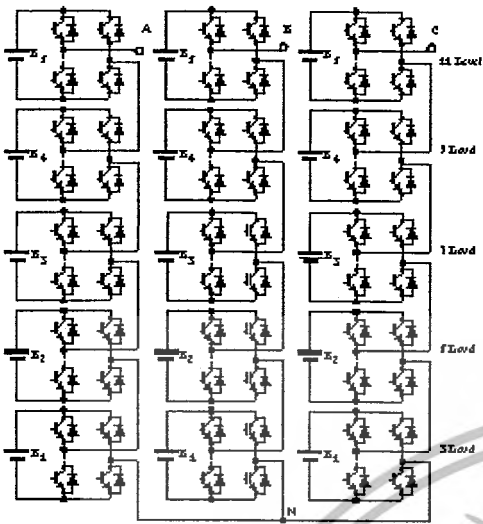 A B C
E5 E5 E5 11 Level
E4 E4 E4 9 Level
E3 E3 E3 7 Level
E2 E2 E2 5 Level
E1 E1 E1 3 Level
N